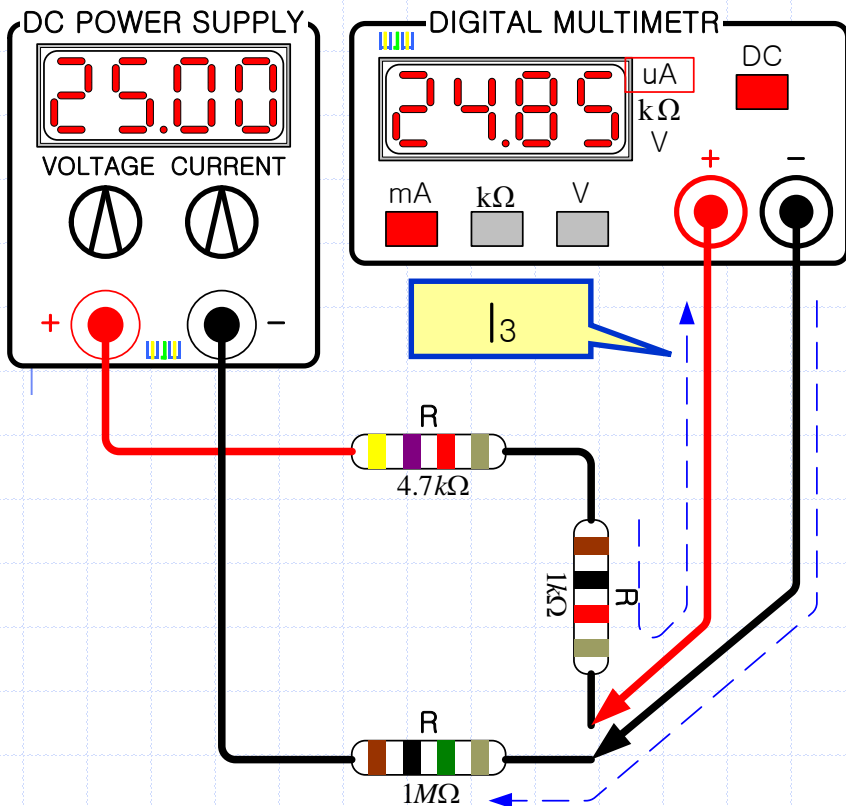 DC POWER SUPPLY
25.00
VOLTAGE CURRENT
+ −
DIGITAL MULTIMETR
24.85
uA
kΩ
V
DC
mA kΩ V
+ −
I3
R
4.7kΩ
R
1kΩ
R
1MΩ